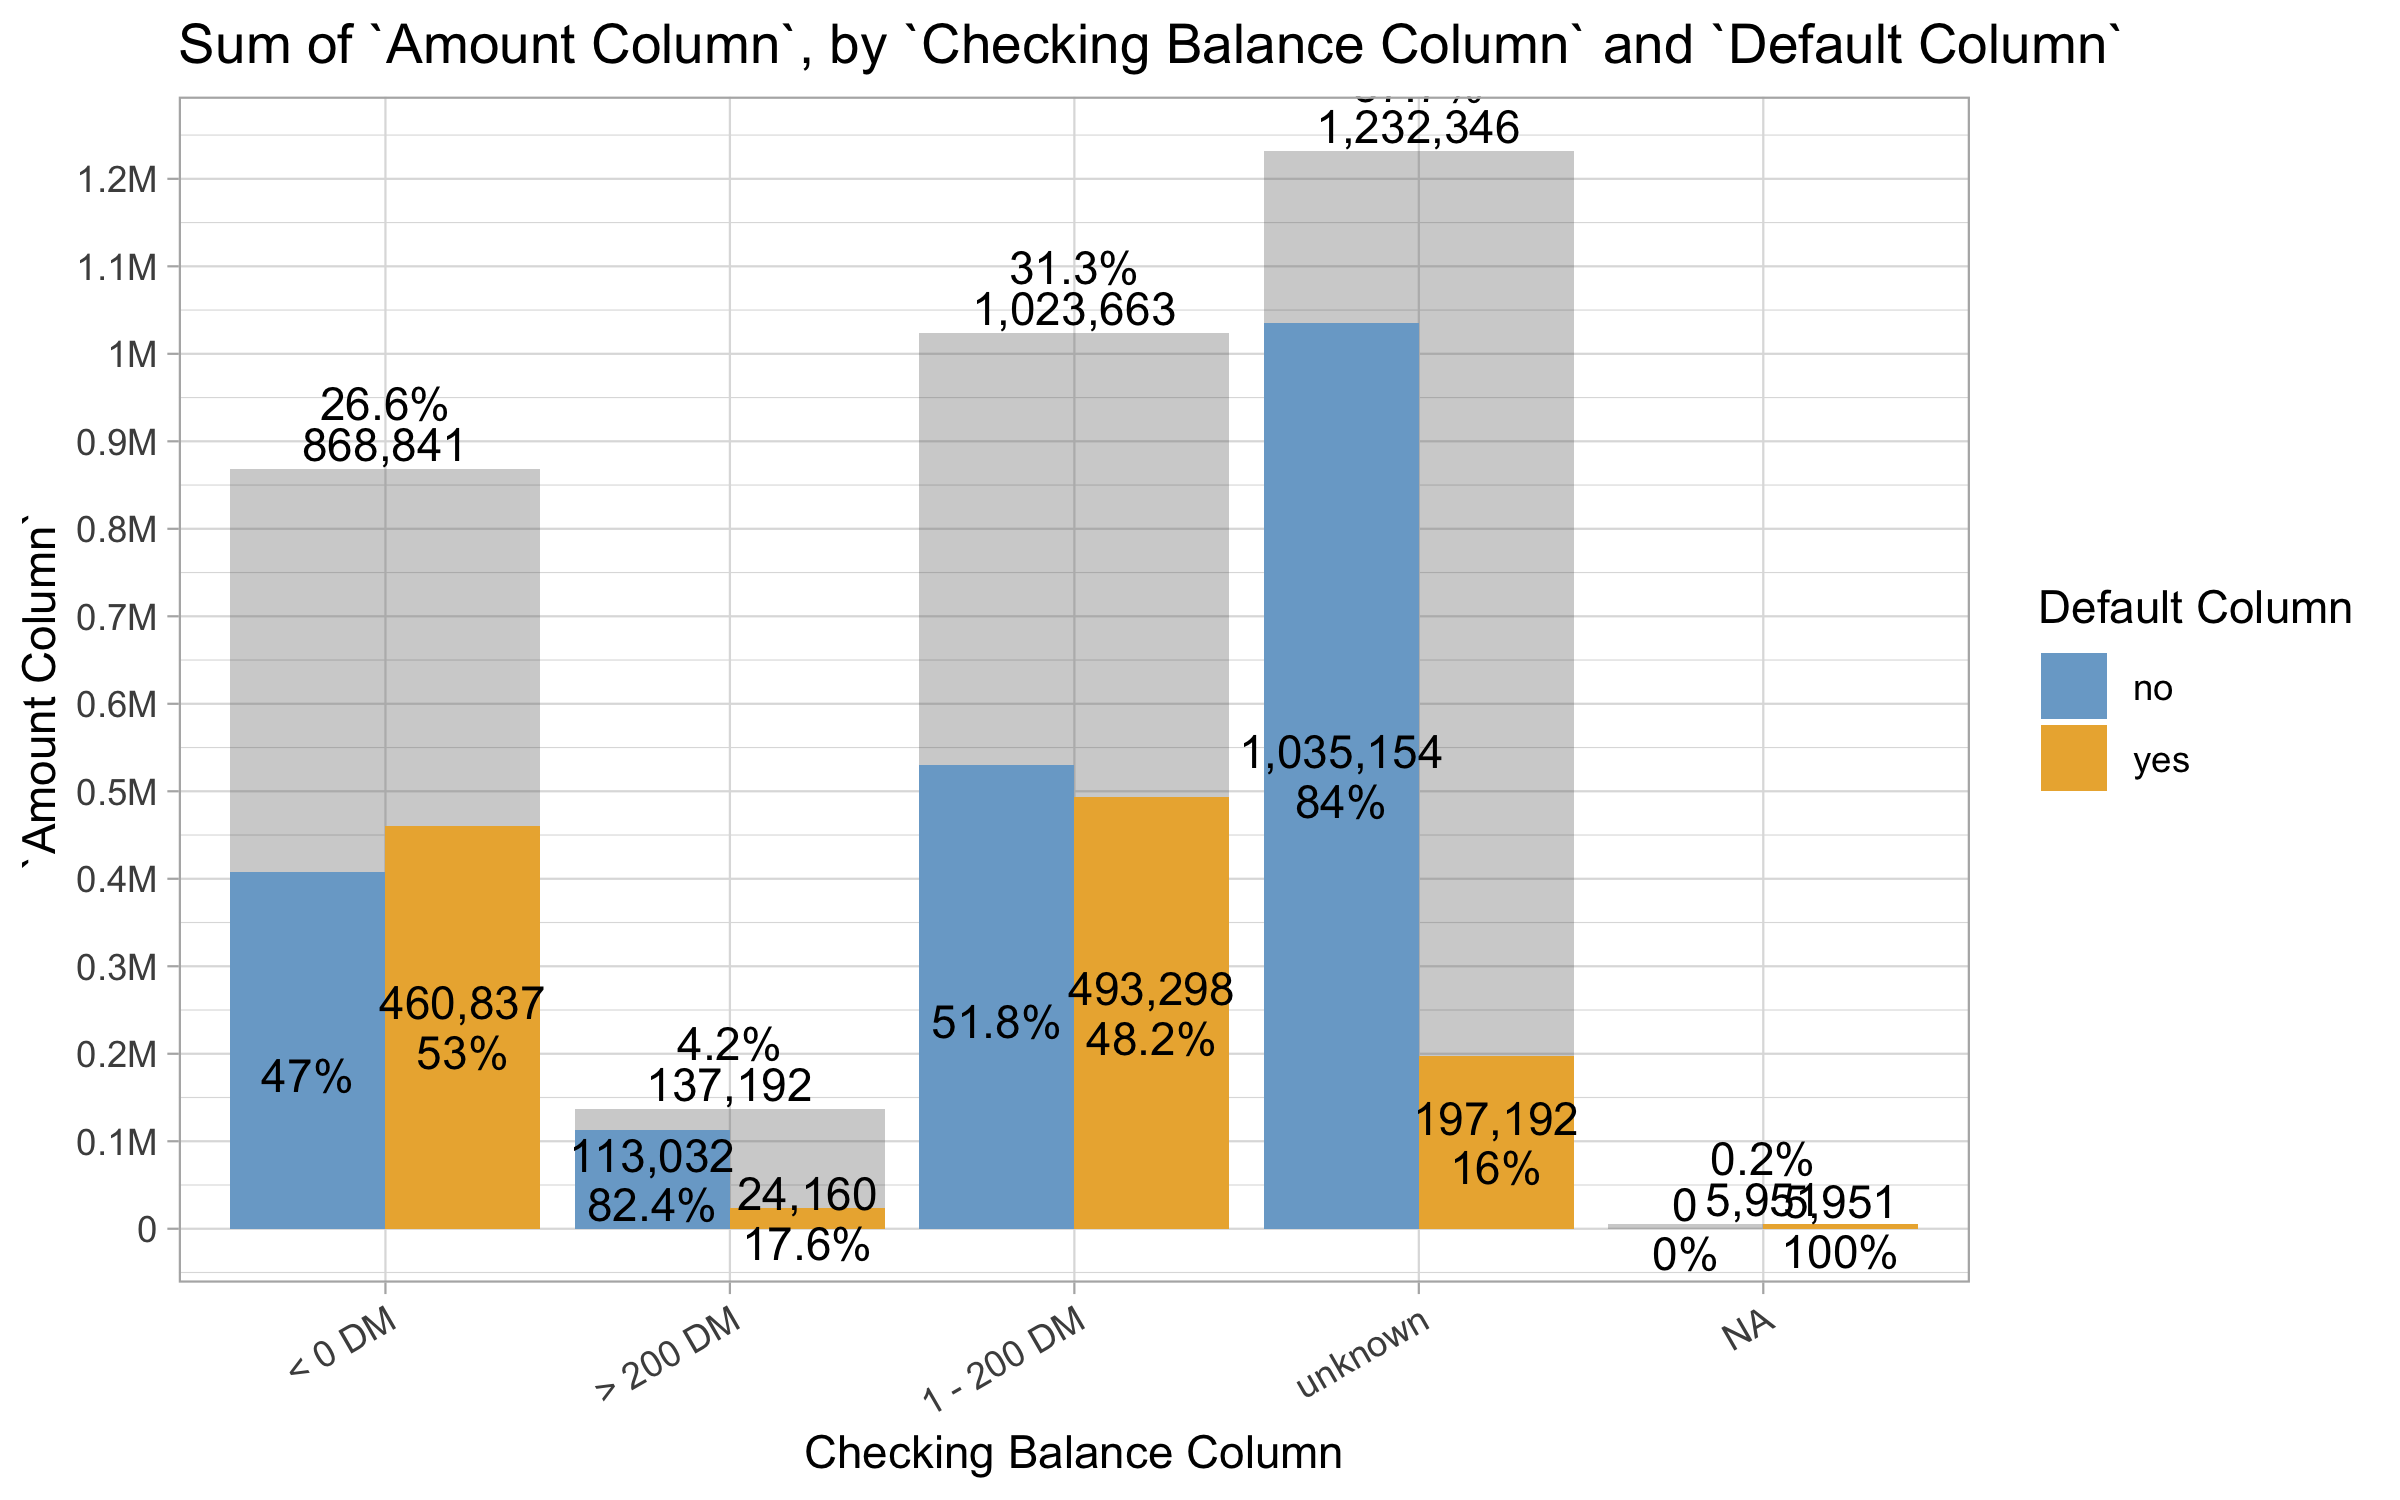 Sum of `Amount Column`, by `Checking Balance Column` and `Default Column`
1,232,346
1.2M
1.1M
1M
0.9M
0.8M
0.7M
0.6M
0.5M
0.4M
0.3M
0.2M
0.1M
0
`Amount Column`
26.6%
868,841
47%
460,837
53%
4.2%
137,192
113,032
82.4%
24,160
17.6%
31.3%
1,023,663
51.8%
493,298
48.2%
1,035,154
84%
197,192
16%
0.2%
5,951
0
0%
5,951
100%
< 0 DM
> 200 DM
1 - 200 DM
unknown
NA
Checking Balance Column
Default Column
no
yes